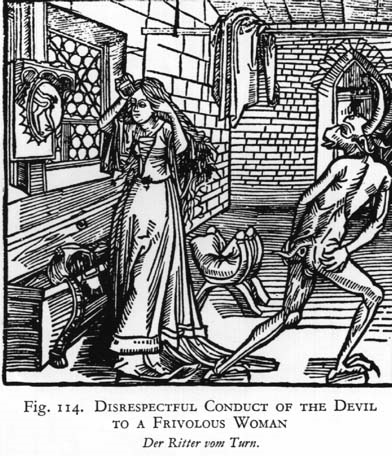 Fig. 114. Disrespectful Conduct of the Devil
to a Frivolous Woman
Der Ritter vom Turn.